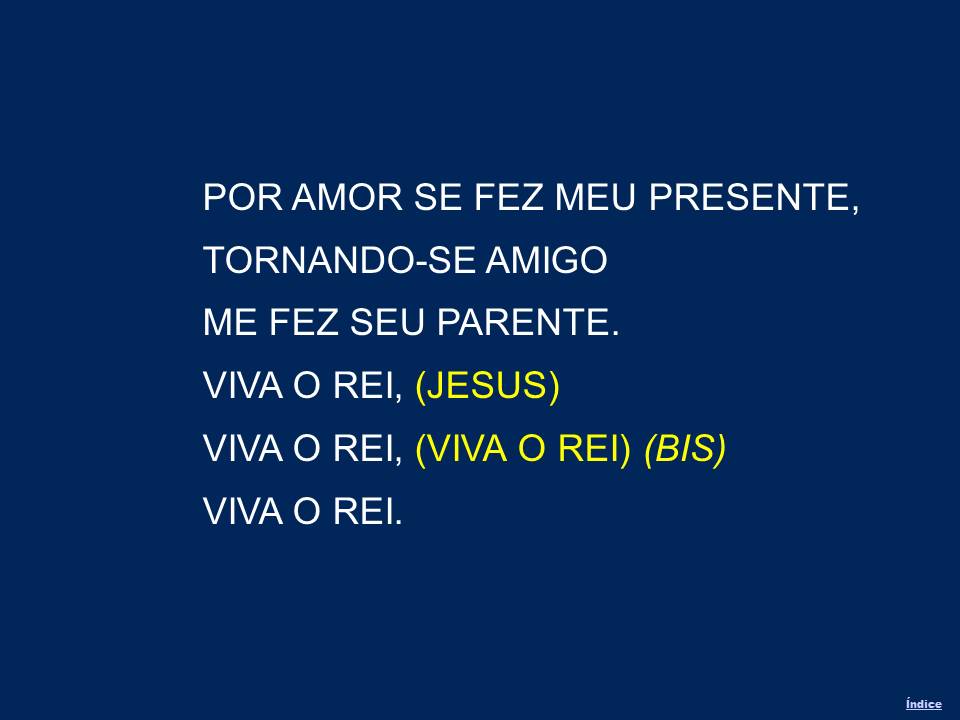 POR AMOR SE FEZ MEU PRESENTE,
TORNANDO-SE AMIGO
ME FEZ SEU PARENTE.
VIVA O REI, (JESUS)
VIVA O REI, (VIVA O REI) (BIS)
VIVA O REI.
Índice